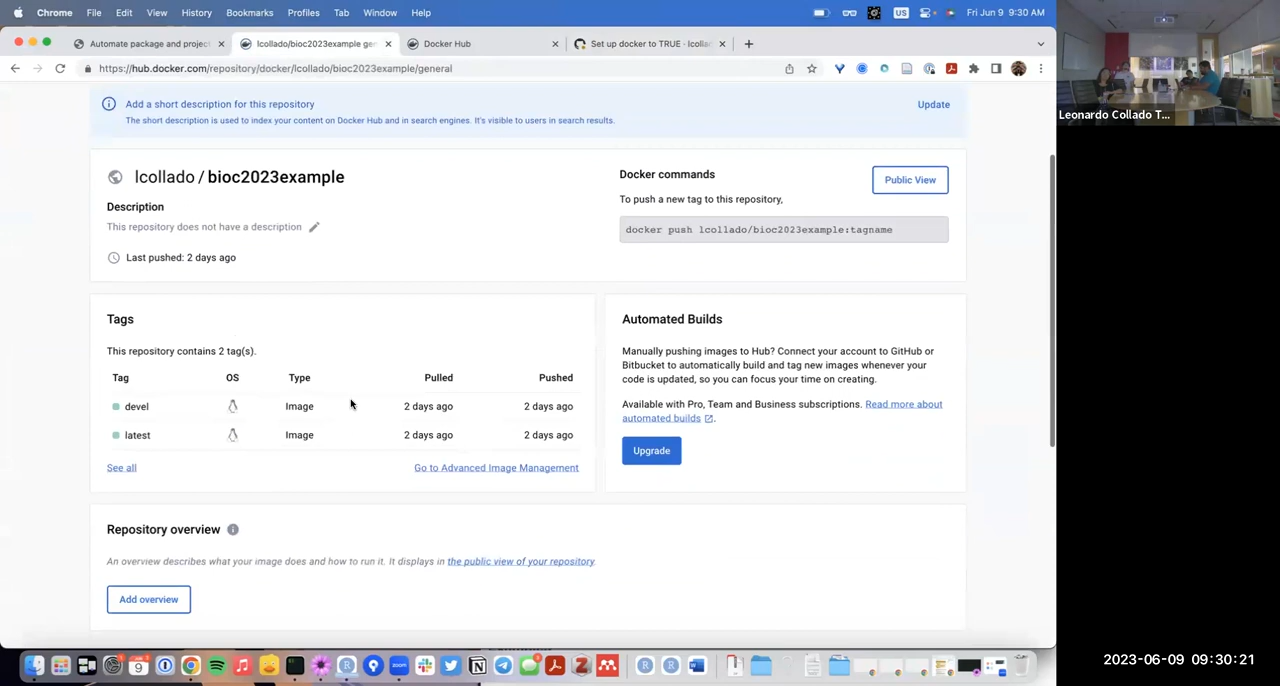 Chrome File Edit View History Bookmarks Profiles Tab Window Help US Fri Jun 9 9:30 AM
Automate package and project lcollado/bioc2023example gen Docker Hub Set up docker to TRUE · lcolla
https://hub.docker.com/repository/docker/lcollado/bioc2023example/general
Add a short description for this repository Update
The short description is used to index your content on Docker Hub and in search engines. It's visible to users in search results.
lcollado / bioc2023example
Description
This repository does not have a description
Last pushed: 2 days ago
Docker commands
Public View
To push a new tag to this repository,
docker push lcollado/bioc2023example:tagname
Tags
This repository contains 2 tag(s).
Tag OS Type Pulled Pushed
devel Image 2 days ago 2 days ago
latest Image 2 days ago 2 days ago
See all Go to Advanced Image Management
Automated Builds
Manually pushing images to Hub? Connect your account to GitHub or
Bitbucket to automatically build and tag new images whenever your
code is updated, so you can focus your time on creating.
Available with Pro, Team and Business subscriptions. Read more about
automated builds.
Upgrade
Repository overview
An overview describes what your image does and how to run it. It displays in the public view of your repository.
Add overview
Leonardo Collado T...
2023-06-09 09:30:21